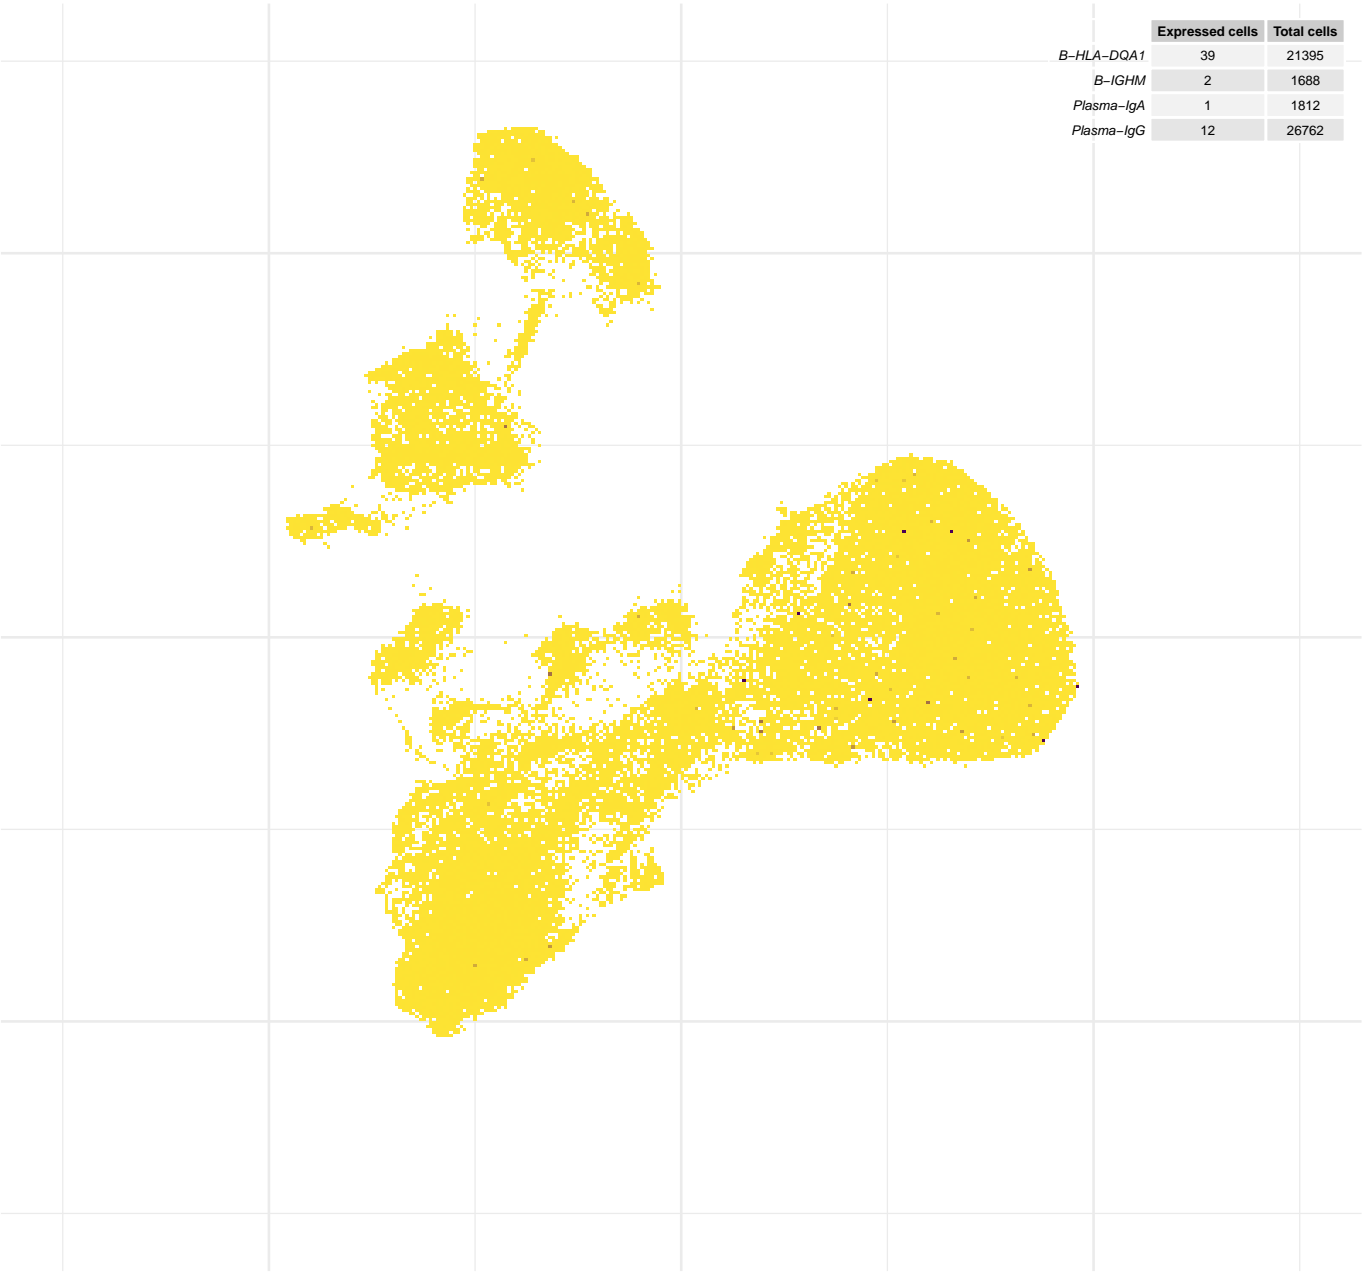 Expressed cells Total cells
B−HLA−DQA1 39 21395
B−IGHM 2 1688
Plasma−IgA 1 1812
Plasma−IgG 12 26762